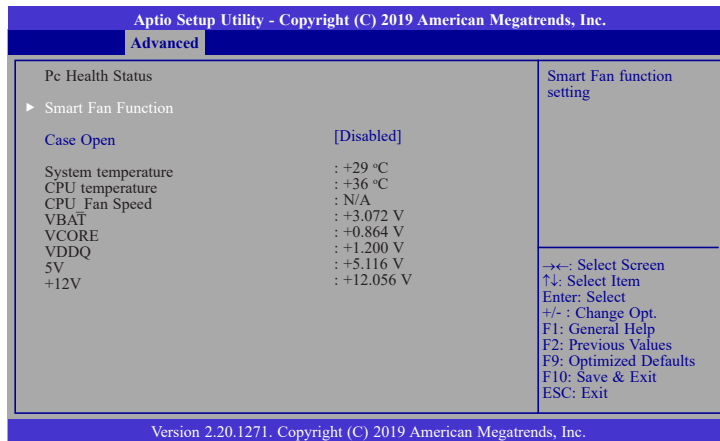 Aptio Setup Utility - Copyright (C) 2019 American Megatrends, Inc.
Advanced
Pc Health Status
Smart Fan Function
Case Open [Disabled]
System temperature : +29 °C
CPU temperature : +36 °C
CPU_Fan Speed : N/A
VBAT : +3.072 V
VCORE : +0.864 V
VDDQ : +1.200 V
5V : +5.116 V
+12V : +12.056 V
Smart Fan function
setting
→←: Select Screen
↑↓: Select Item
Enter: Select
+/- : Change Opt.
F1: General Help
F2: Previous Values
F9: Optimized Defaults
F10: Save & Exit
ESC: Exit
Version 2.20.1271. Copyright (C) 2019 American Megatrends, Inc.